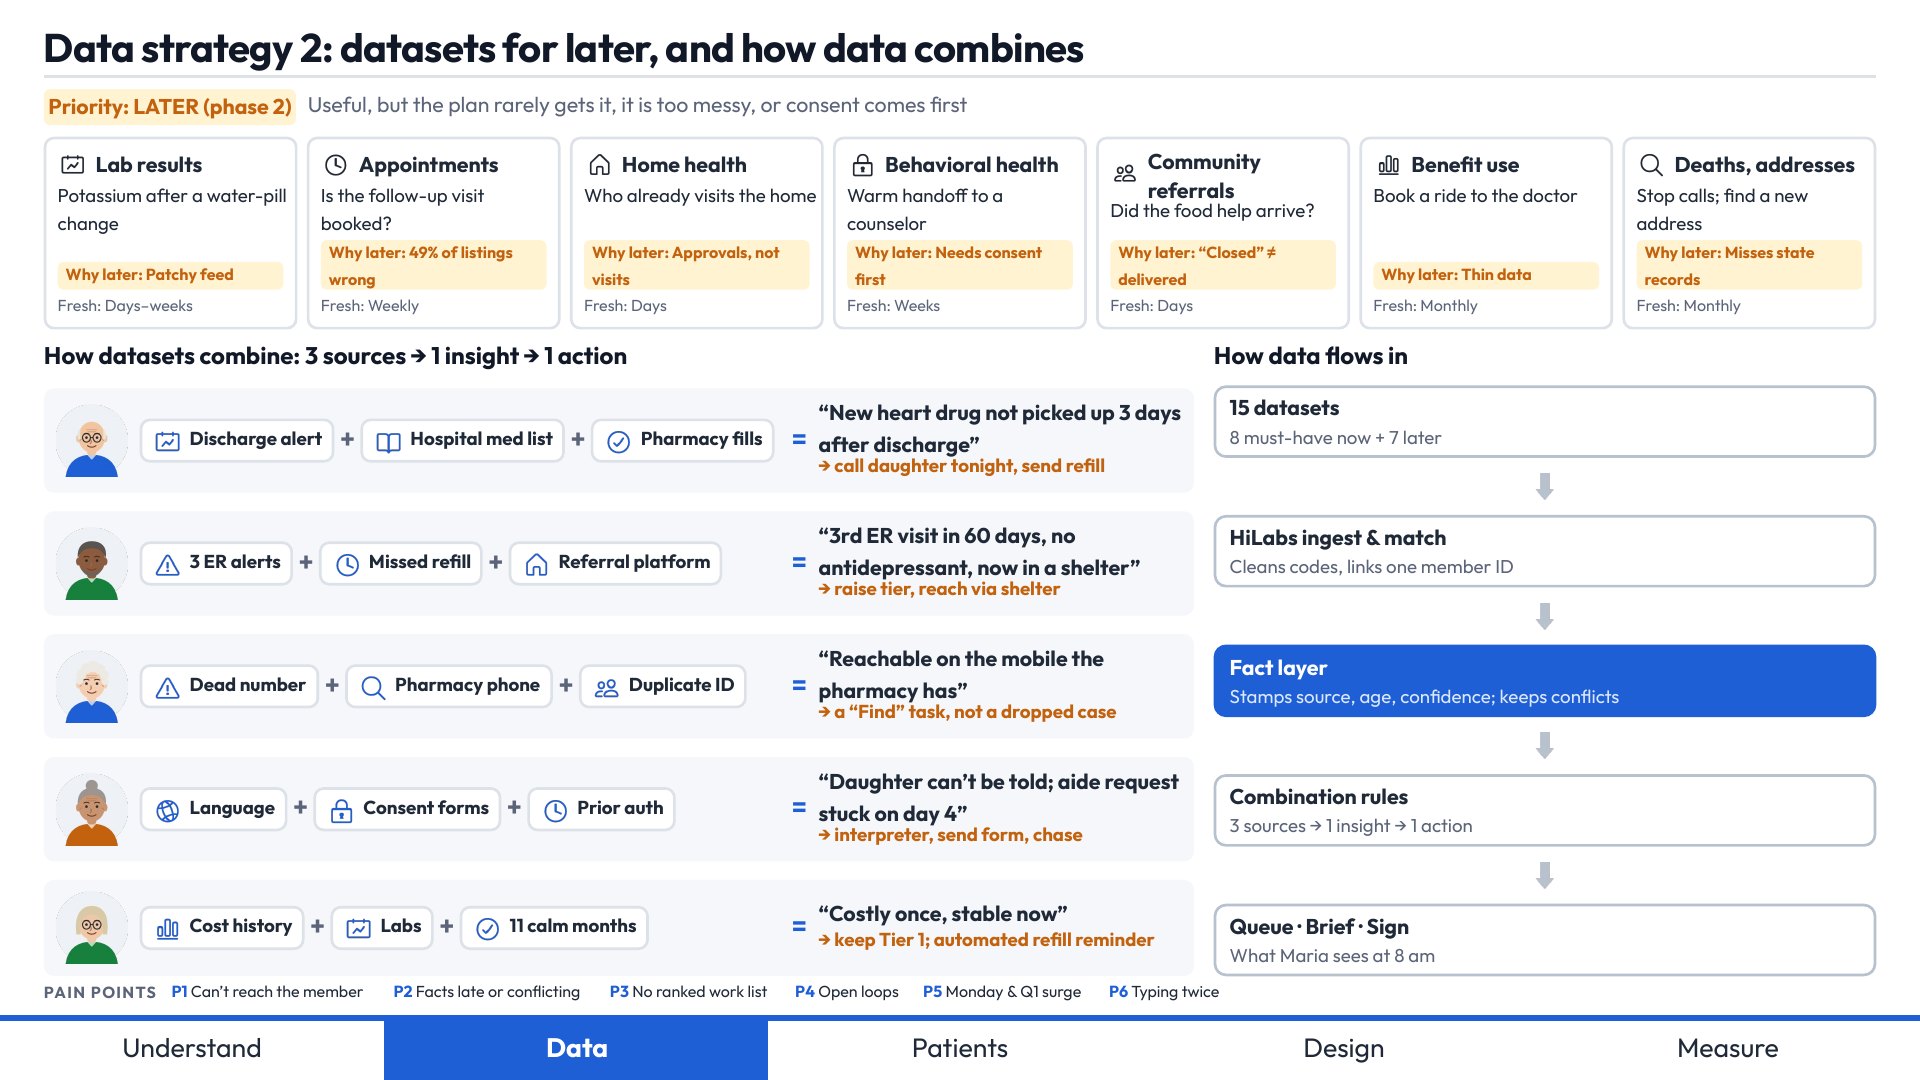 Data strategy 2: datasets for later, and how data combines
Priority: LATER (phase 2) Useful, but the plan rarely gets it, it is too messy, or consent comes first
Lab results
Potassium after a water-pill
change
Why later: Patchy feed
Fresh: Days–weeks
Appointments
Is the follow-up visit
booked?
Why later: 49% of listings
wrong
Fresh: Weekly
Home health
Who already visits the home
Why later: Approvals, not
visits
Fresh: Days
Behavioral health
Warm handoff to a
counselor
Why later: Needs consent
first
Fresh: Weeks
Community
referrals
Did the food help arrive?
Why later: “Closed” ≠
delivered
Fresh: Days
Benefit use
Book a ride to the doctor
Why later: Thin data
Fresh: Monthly
Deaths, addresses
Stop calls; find a new
address
Why later: Misses state
records
Fresh: Monthly
How datasets combine: 3 sources → 1 insight → 1 action
Discharge alert + Hospital med list + Pharmacy fills =
“New heart drug not picked up 3 days
after discharge”
→ call daughter tonight, send refill
3 ER alerts + Missed refill + Referral platform =
“3rd ER visit in 60 days, no
antidepressant, now in a shelter”
→ raise tier, reach via shelter
Dead number + Pharmacy phone + Duplicate ID =
“Reachable on the mobile the
pharmacy has”
→ a “Find” task, not a dropped case
Language + Consent forms + Prior auth =
“Daughter can’t be told; aide request
stuck on day 4”
→ interpreter, send form, chase
Cost history + Labs + 11 calm months =
“Costly once, stable now”
→ keep Tier 1; automated refill reminder
How data flows in
15 datasets
8 must-have now + 7 later
HiLabs ingest & match
Cleans codes, links one member ID
Fact layer
Stamps source, age, confidence; keeps conflicts
Combination rules
3 sources → 1 insight → 1 action
Queue · Brief · Sign
What Maria sees at 8 am
PAIN POINTS P1 Can’t reach the member P2 Facts late or conflicting P3 No ranked work list P4 Open loops P5 Monday & Q1 surge P6 Typing twice
Understand Data Patients Design Measure